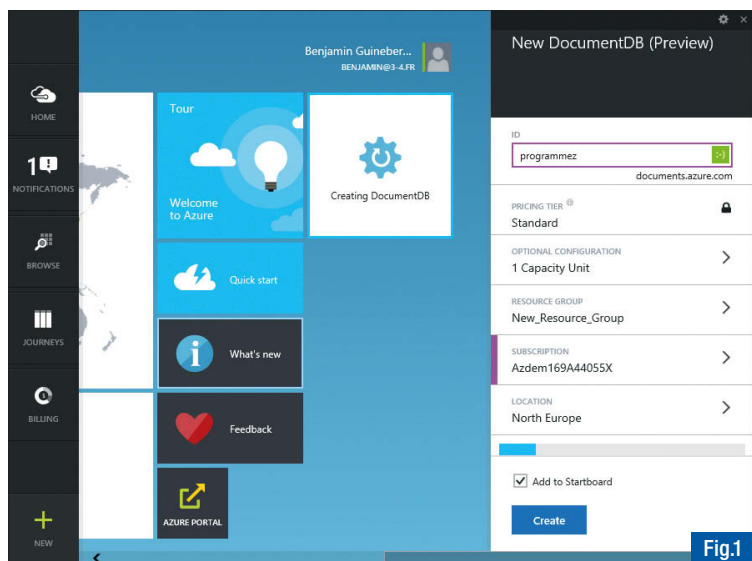 Benjamin Guineber...
BENJAMIN@3-4.FR
HOME
1
NOTIFICATIONS
BROWSE
JOURNEYS
BILLING
NEW
Tour
Welcome
to Azure
Creating DocumentDB
Quick start
What's new
Feedback
AZURE PORTAL
New DocumentDB (Preview)
ID
programmez
:-)
documents.azure.com
PRICING TIER
Standard
OPTIONAL CONFIGURATION
1 Capacity Unit
RESOURCE GROUP
New_Resource_Group
SUBSCRIPTION
Azdem169A44055X
LOCATION
North Europe
Add to Startboard
Create
Fig.1